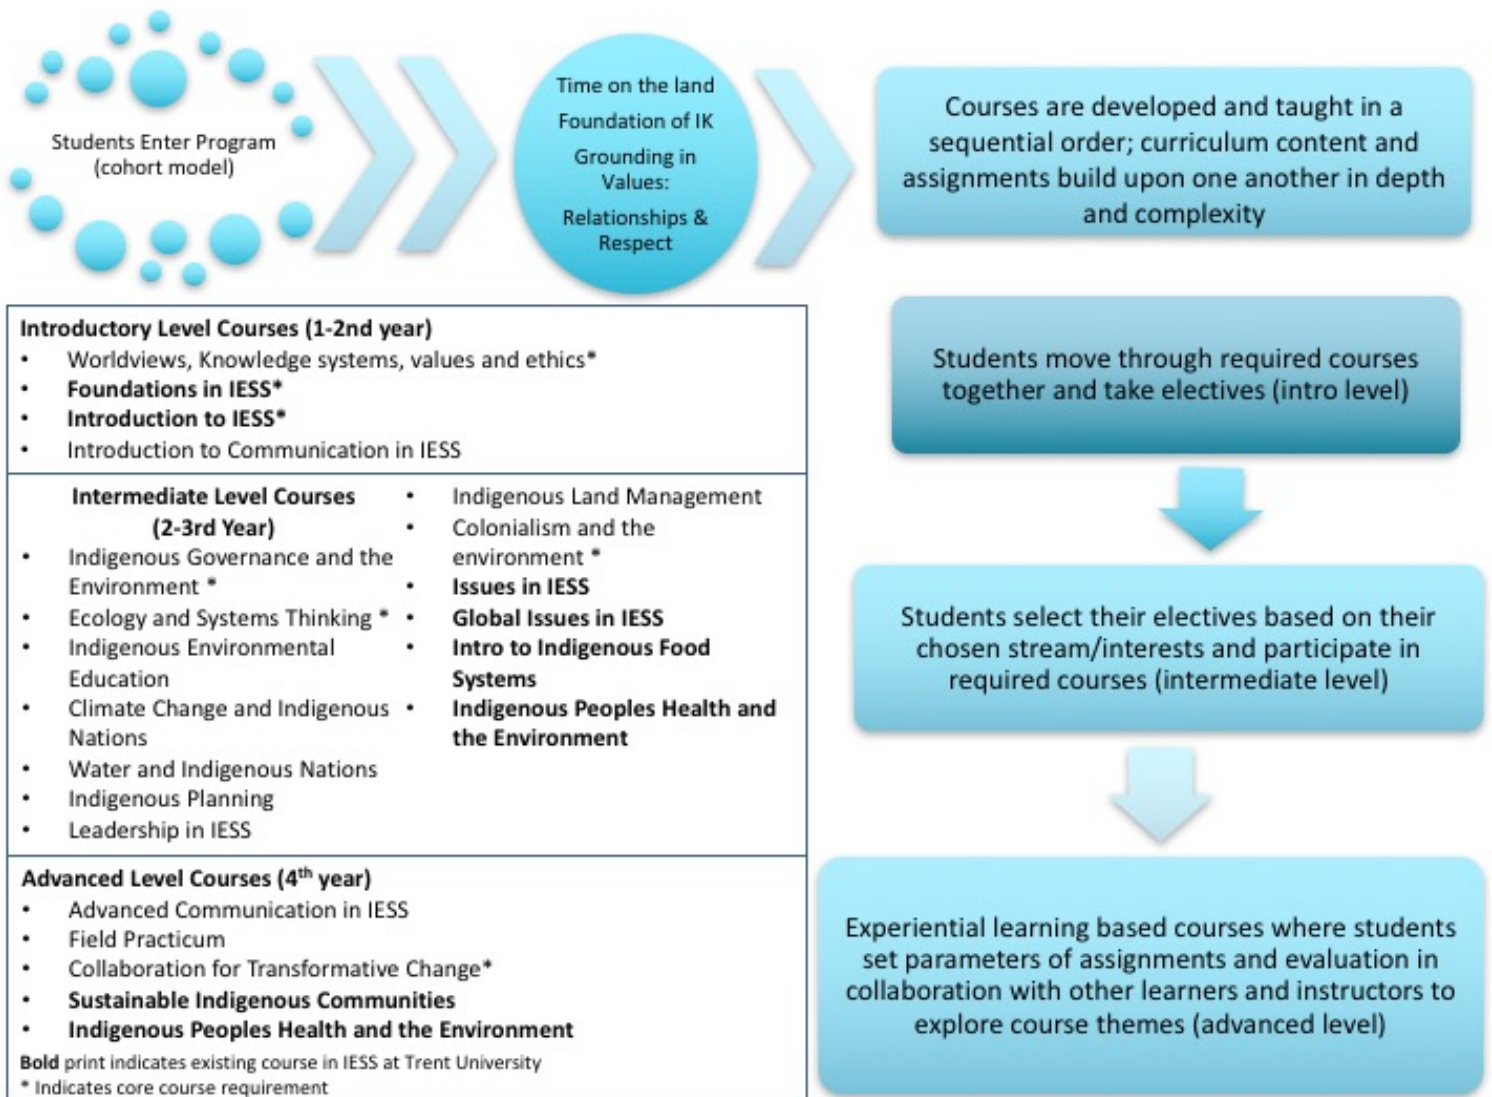 Students Enter Program
(cohort model)
Time on the land
Foundation of IK
Grounding in
Values:
Relationships &
Respect
Courses are developed and taught in a
sequential order; curriculum content and
assignments build upon one another in depth
and complexity
Introductory Level Courses (1-2nd year)
• Worldviews, Knowledge systems, values and ethics*
• Foundations in IESS*
• Introduction to IESS*
• Introduction to Communication in IESS
Intermediate Level Courses
(2-3rd Year)
• Indigenous Governance and the
Environment *
• Ecology and Systems Thinking *
• Indigenous Environmental
Education
• Climate Change and Indigenous
Nations
• Water and Indigenous Nations
• Indigenous Planning
• Leadership in IESS
• Indigenous Land Management
• Colonialism and the
environment *
• Issues in IESS
• Global Issues in IESS
• Intro to Indigenous Food
Systems
• Indigenous Peoples Health and
the Environment
Advanced Level Courses (4th year)
• Advanced Communication in IESS
• Field Practicum
• Collaboration for Transformative Change*
• Sustainable Indigenous Communities
• Indigenous Peoples Health and the Environment
Bold print indicates existing course in IESS at Trent University
* Indicates core course requirement
Students move through required courses
together and take electives (intro level)
Students select their electives based on their
chosen stream/interests and participate in
required courses (intermediate level)
Experiential learning based courses where students
set parameters of assignments and evaluation in
collaboration with other learners and instructors to
explore course themes (advanced level)